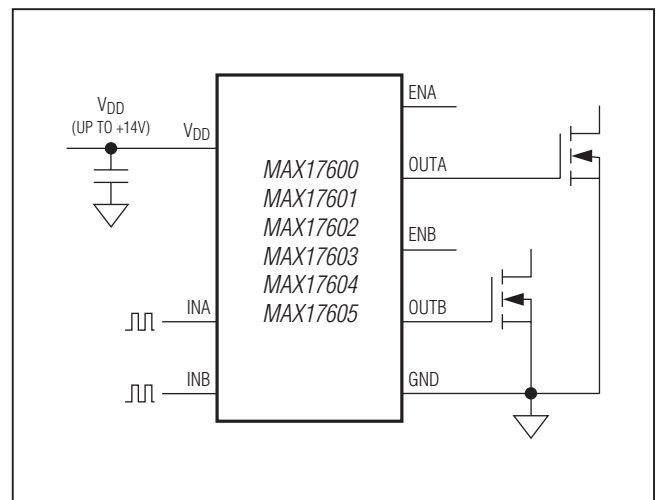 VDD
(UP TO +14V)
VDD
INA
INB
MAX17600
MAX17601
MAX17602
MAX17603
MAX17604
MAX17605
ENA
OUTA
ENB
OUTB
GND